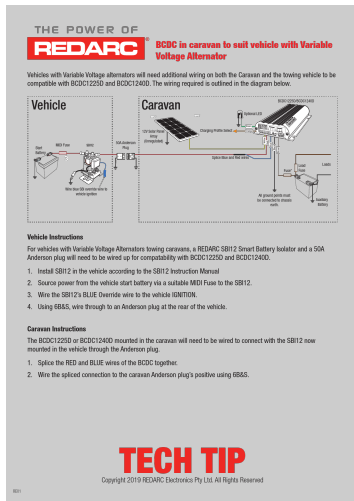 THE POWER OF
REDARC®
BCDC in caravan to suit vehicle with Variable
Voltage Alternator
Vehicles with Variable Voltage alternators will need additional wiring on both the Caravan and the towing vehicle to be
compatible with BCDC1225D and BCDC1240D. The wiring required is outlined in the diagram below.
Vehicle
Caravan
BCDC1225D/BCDC1240D
Optional LED
12V Solar Panel
Array
(Unregulated)
Charging Profile Select
Start
Battery
MIDI Fuse
SBI12
50A Anderson
Plug
Splice Blue and Red wires
Fuse*
Load
Fuse
Loads
Wire blue SBI override wire to
vehicle ignition
All ground points must
be connected to chassis
earth.
Auxiliary
Battery
Vehicle Instructions
For vehicles with Variable Voltage Alternators towing caravans, a REDARC SBI12 Smart Battery Isolator and a 50A
Anderson plug will need to be wired up for compatability with BCDC1225D and BCDC1240D.
1. Install SBI12 in the vehicle according to the SBI12 Instruction Manual
2. Source power from the vehicle start battery via a suitable MIDI Fuse to the SBI12.
3. Wire the SBI12's BLUE Override wire to the vehicle IGNITION.
4. Using 6B&S, wire through to an Anderson plug at the rear of the vehicle.
Caravan Instructions
The BCDC1225D or BCDC1240D mounted in the caravan will need to be wired to connect with the SBI12 now
mounted in the vehicle through the Anderson plug.
1. Splice the RED and BLUE wires of the BCDC together.
2. Wire the spliced connection to the caravan Anderson plug's positive using 6B&S.
TECH TIP
Copyright 2019 REDARC Electronics Pty Ltd. All Rights Reserved